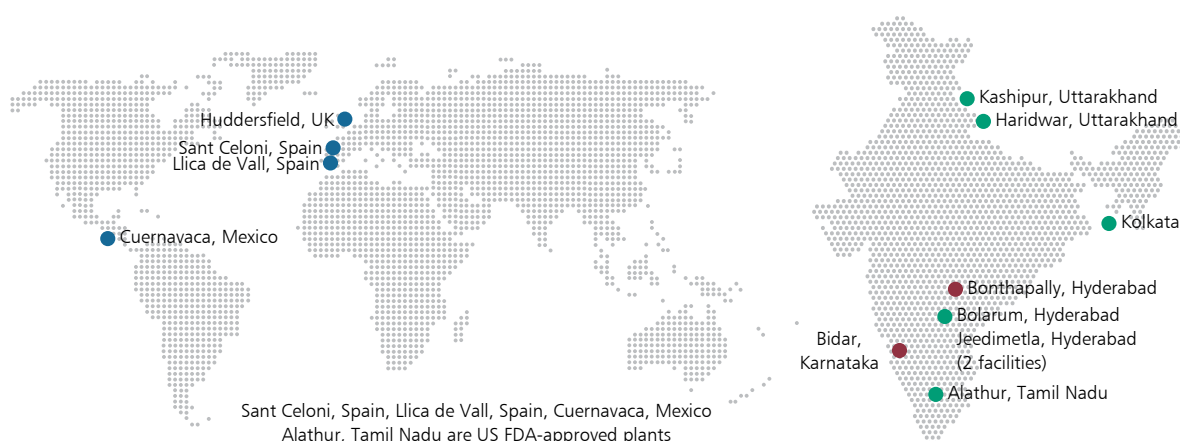 Huddersfield, UK
Sant Celoni, Spain
Llica de Vall, Spain
Cuernavaca, Mexico
Sant Celoni, Spain, Llica de Vall, Spain, Cuernavaca, Mexico
Alathur, Tamil Nadu are US FDA-approved plants
Kashipur, Uttarakhand
Haridwar, Uttarakhand
Kolkata
Bonthapally, Hyderabad
Bolarum, Hyderabad
Jeedimetla, Hyderabad
(2 facilities)
Bidar,
Karnataka
Alathur, Tamil Nadu